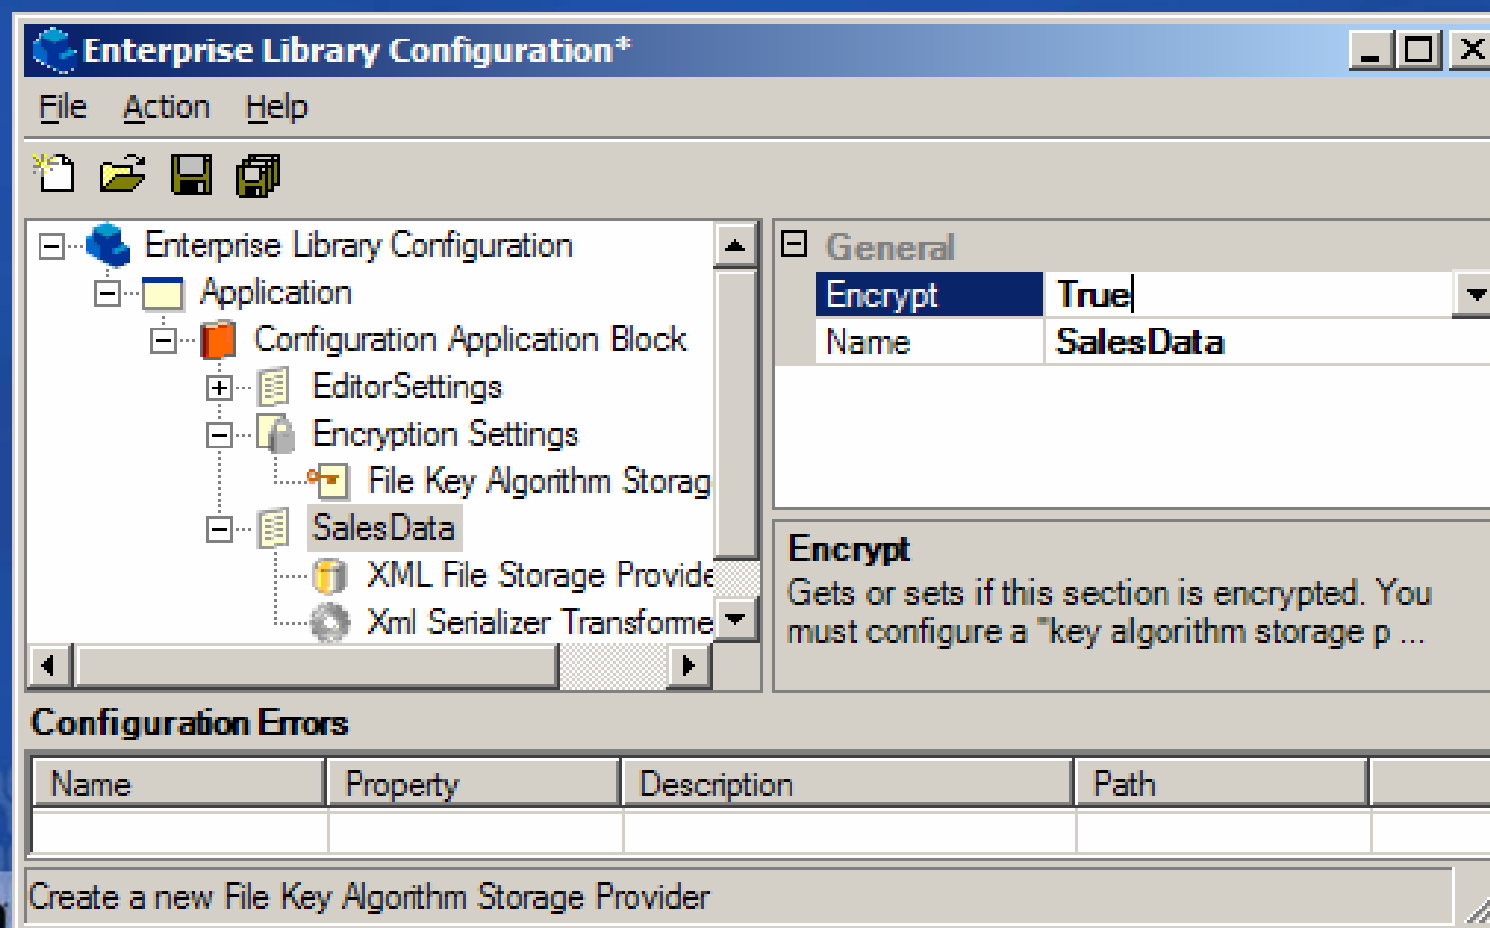 Enterprise Library Configuration*
File Action Help
Enterprise Library Configuration
Application
Configuration Application Block
EditorSettings
Encryption Settings
File Key Algorithm Storag
SalesData
XML File Storage Provide
Xml Serializer Transforme
General
Encrypt True
Name SalesData
Encrypt
Gets or sets if this section is encrypted. You
must configure a "key algorithm storage p ...
Configuration Errors
Name Property Description Path
Create a new File Key Algorithm Storage Provider